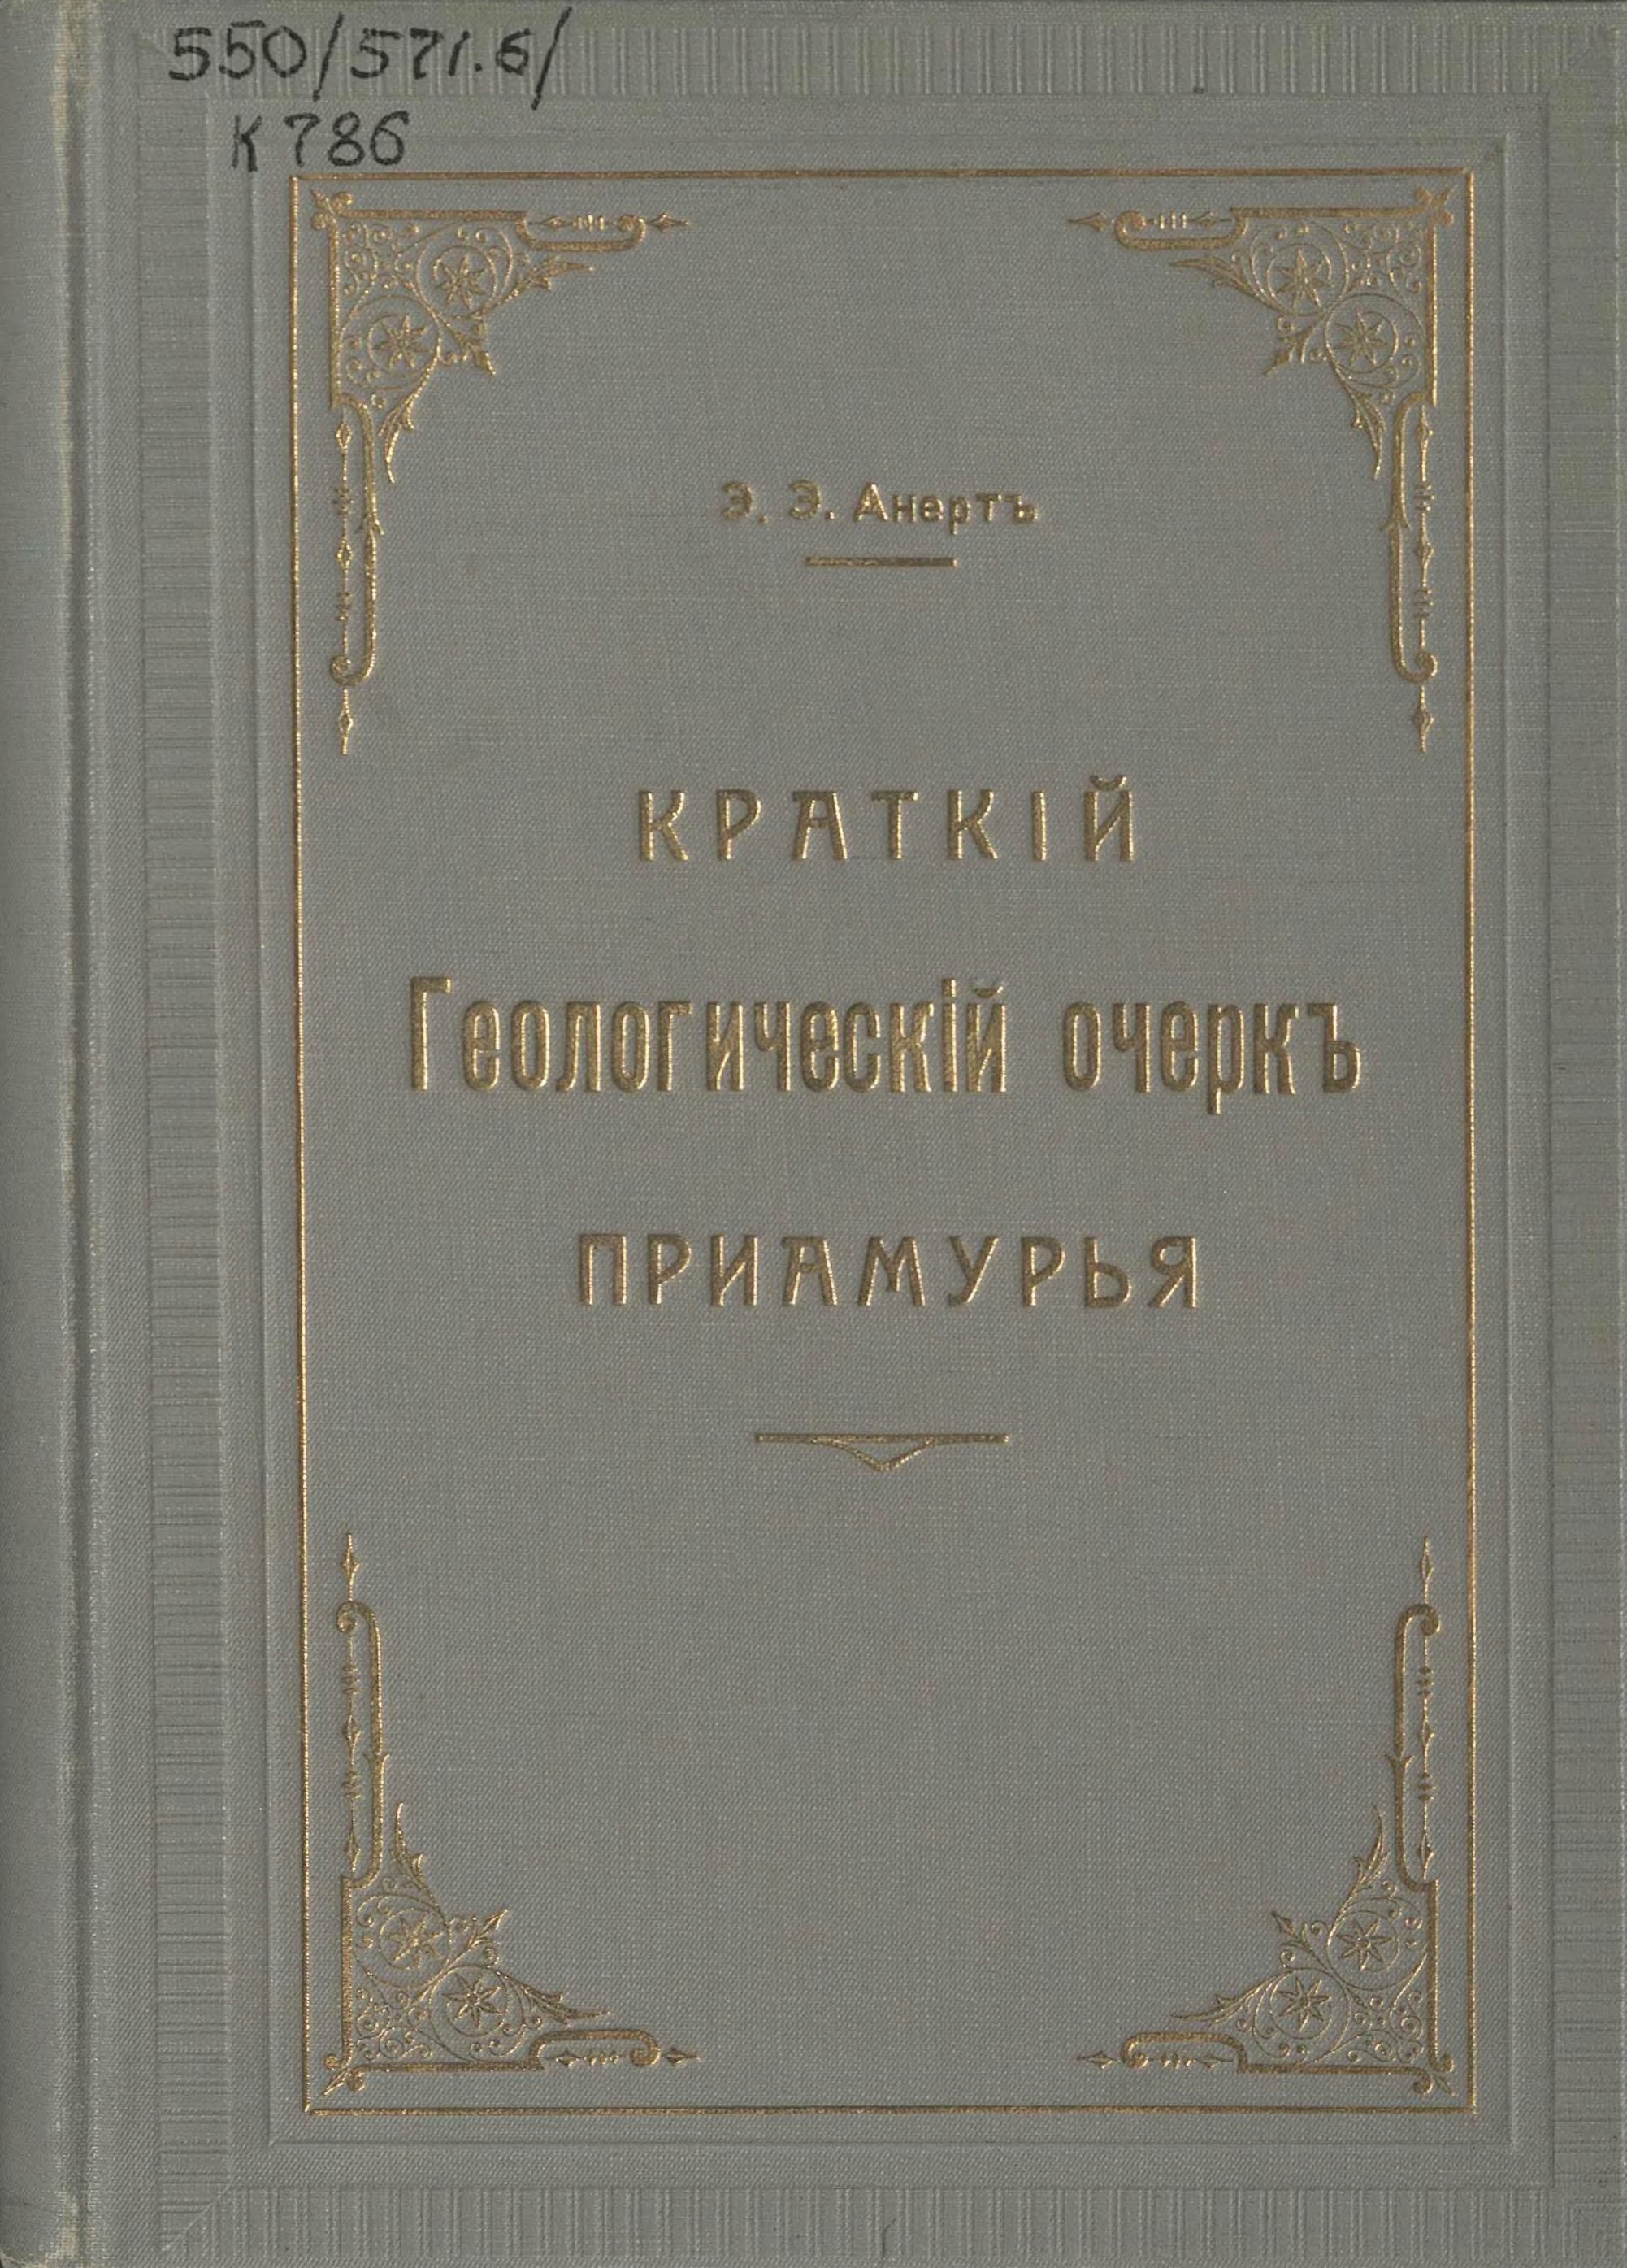 550/571.6/
К786
Э. Э. Анертъ
КРАТКІЙ
Геологическій очеркъ
ПРИАМУРЬЯ